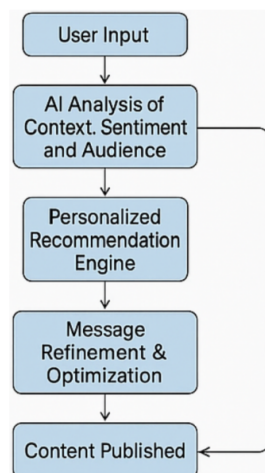 User Input
AI Analysis of
Context. Sentiment
and Audience
Personalized
Recommendation
Engine
Message
Refinement &
Optimization
Content Published